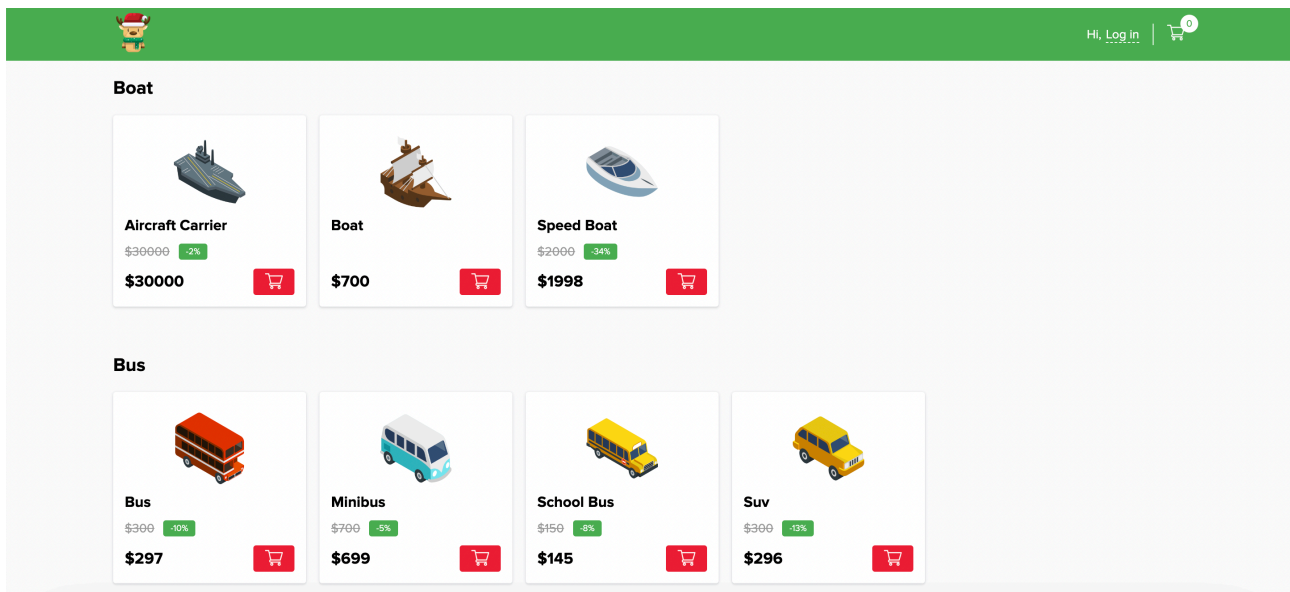 Hi, Log in
0
Boat
Aircraft Carrier
$30000 -2%
$30000
Boat
$700
Speed Boat
$2000 -34%
$1998
Bus
Bus
$300 -10%
$297
Minibus
$700 -5%
$699
School Bus
$150 -8%
$145
Suv
$300 -13%
$296